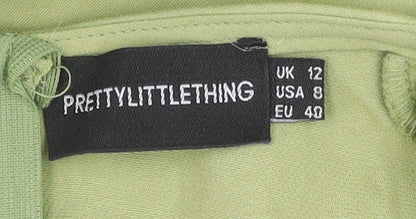 PRETTYLITTLETHING
UK 12
USA 8
EU 40